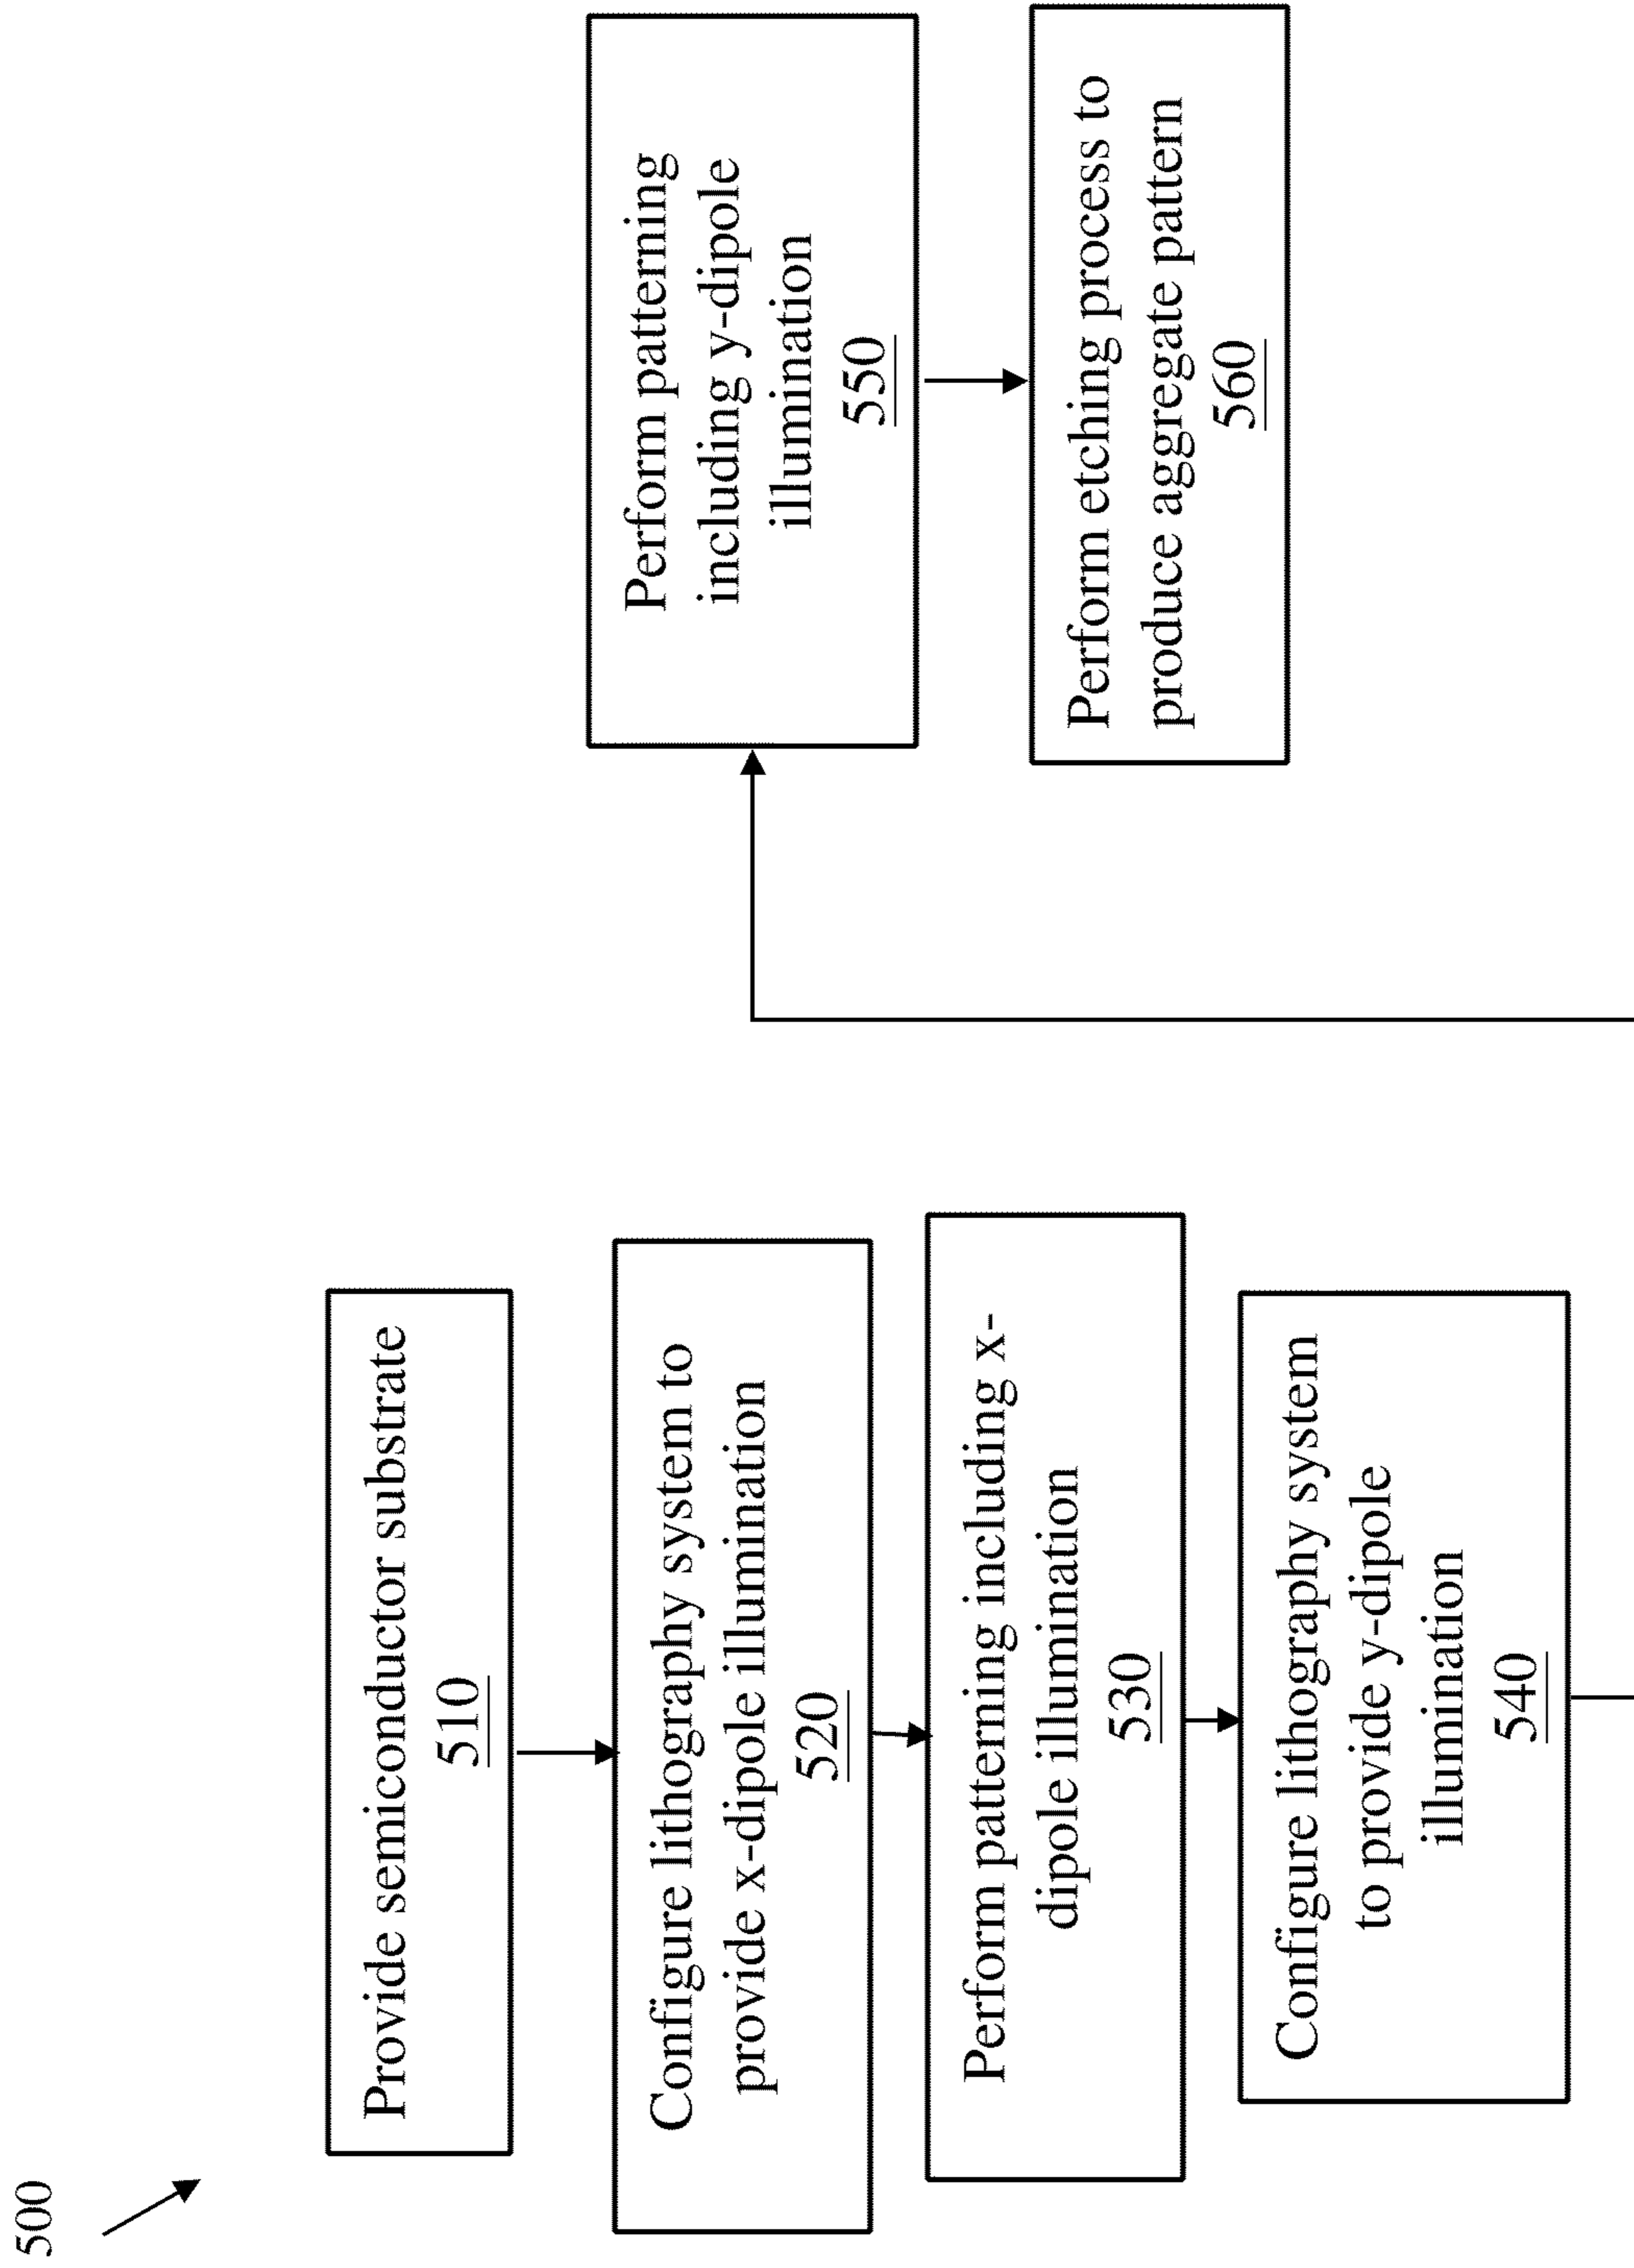 500
Provide semiconductor substrate
510
Configure lithography system to
provide x-dipole illumination
520
Perform patterning including x-
dipole illumination
530
Configure lithography system
to provide y-dipole
illumination
540
Perform patterning
including y-dipole
illumination
550
Perform etching process to
produce aggregate pattern
560